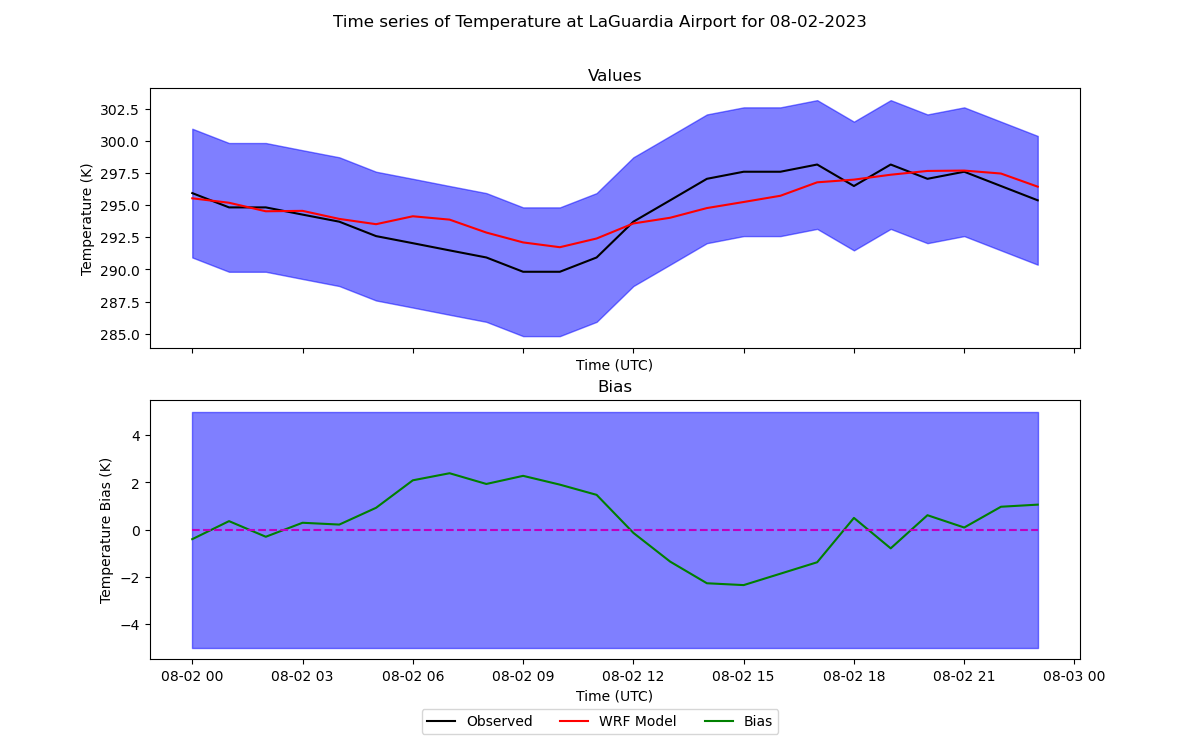 Time series of Temperature at LaGuardia Airport for 08-02-2023
Values
Temperature (K)
302.5
300.0
297.5
295.0
292.5
290.0
287.5
285.0
Time (UTC)
Bias
Temperature Bias (K)
4
2
0
−2
−4
08-02 00 08-02 03 08-02 06 08-02 09 08-02 12 08-02 15 08-02 18 08-02 21 08-03 00
Time (UTC)
Observed WRF Model Bias